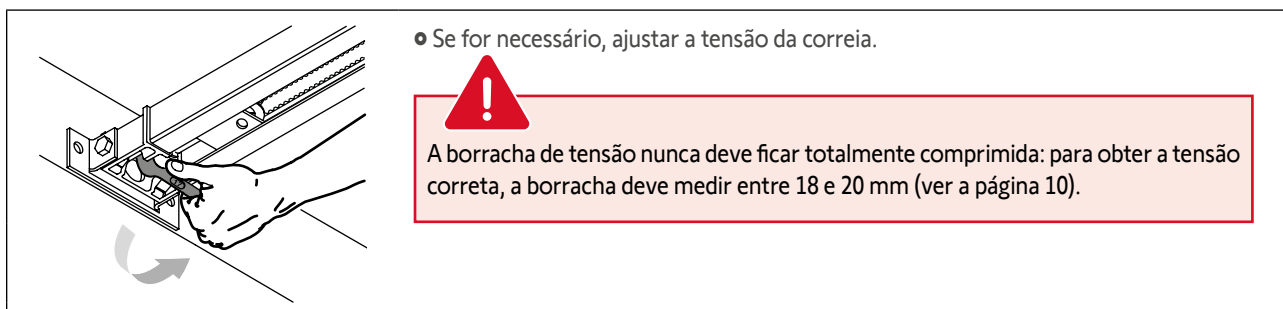 Se for necessário, ajustar a tensão da correia.
A borracha de tensão nunca deve ficar totalmente comprimida: para obter a tensão
correta, a borracha deve medir entre 18 e 20 mm (ver a página 10).